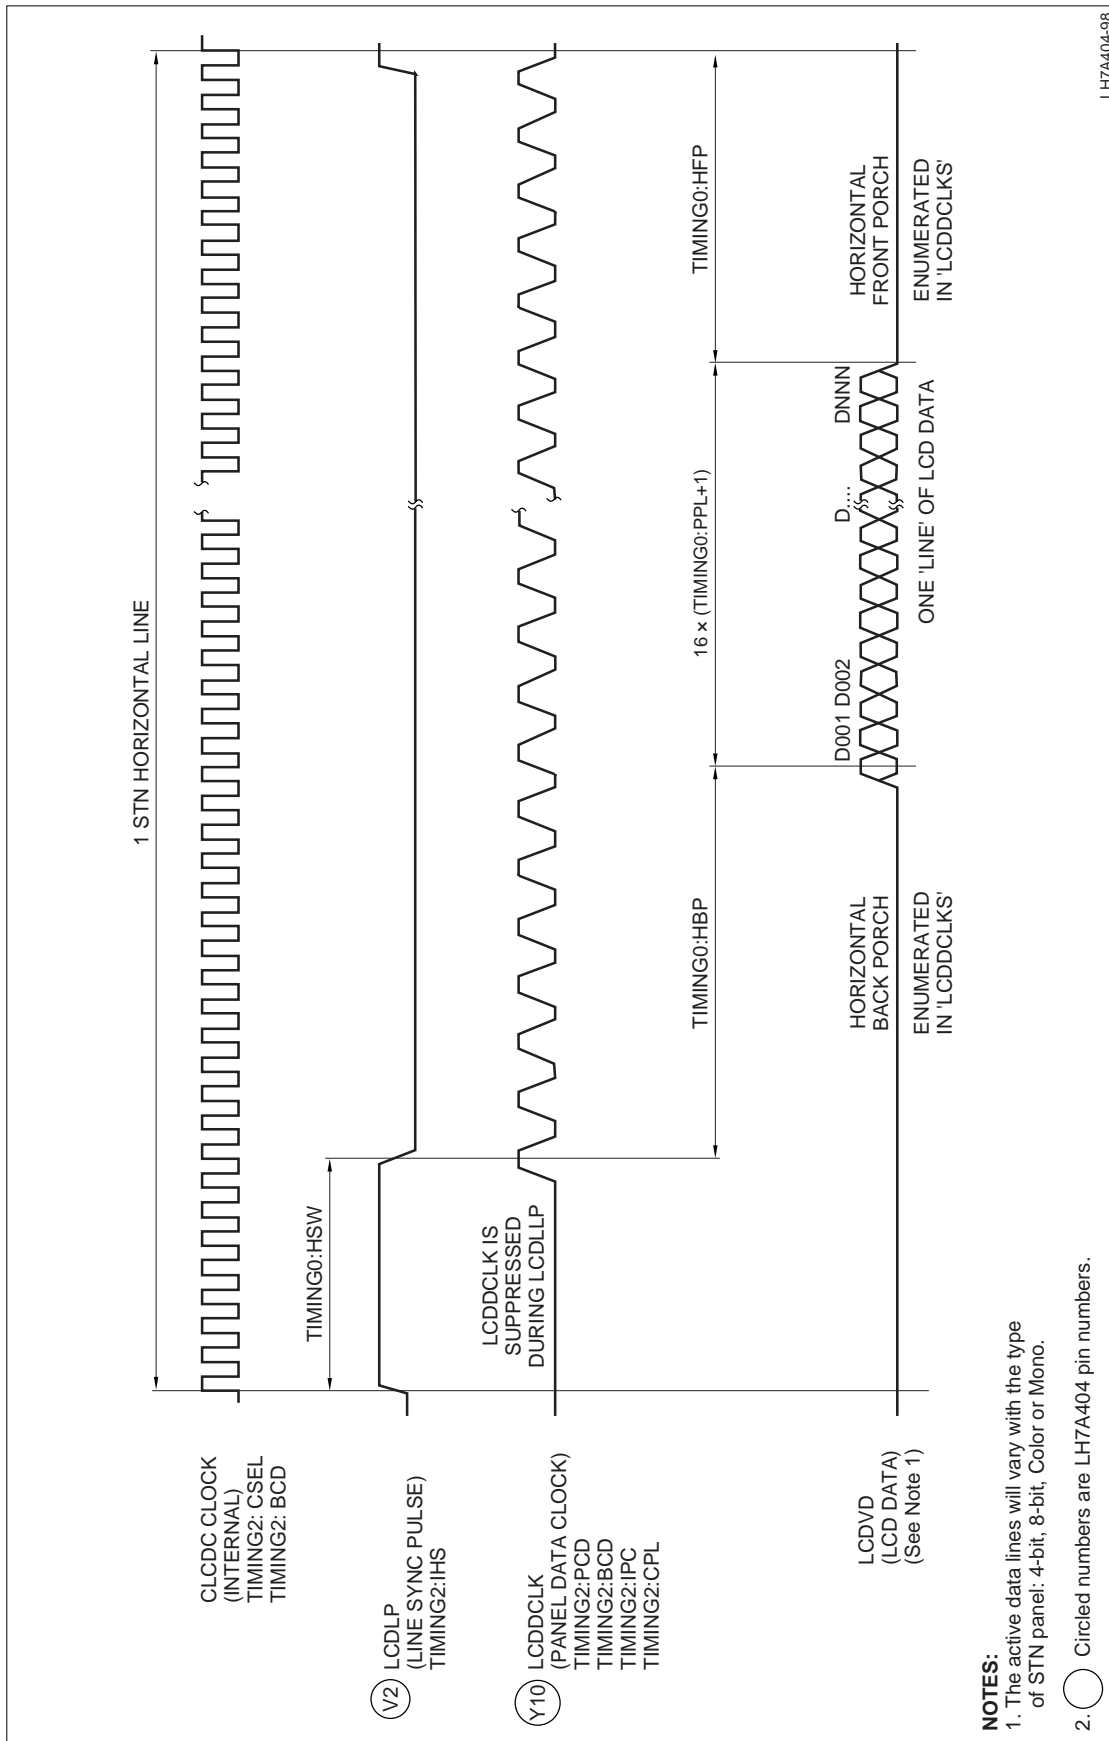 1 STN HORIZONTAL LINE
CLCDC CLOCK
(INTERNAL)
TIMING2: CSEL
TIMING2: BCD
TIMING0:HSW
V2
LCDLP
(LINE SYNC PULSE)
TIMING2:IHS
LCDDCLK IS
SUPPRESSED
DURING LCDLLP
Y10
LCDDCLK
(PANEL DATA CLOCK)
TIMING2:PCD
TIMING2:BCD
TIMING2:IPC
TIMING2:CPL
TIMING0:HBP
16 × (TIMING0:PPL+1)
TIMING0:HFP
D001 D002
D....
DNNN
LCDVD
(LCD DATA)
(See Note 1)
HORIZONTAL
BACK PORCH
ENUMERATED
IN 'LCDDCLKS'
ONE 'LINE' OF LCD DATA
HORIZONTAL
FRONT PORCH
ENUMERATED
IN 'LCDDCLKS'
NOTES:
1. The active data lines will vary with the type
of STN panel: 4-bit, 8-bit, Color or Mono.
2. Circled numbers are LH7A404 pin numbers.
LH7A404-98